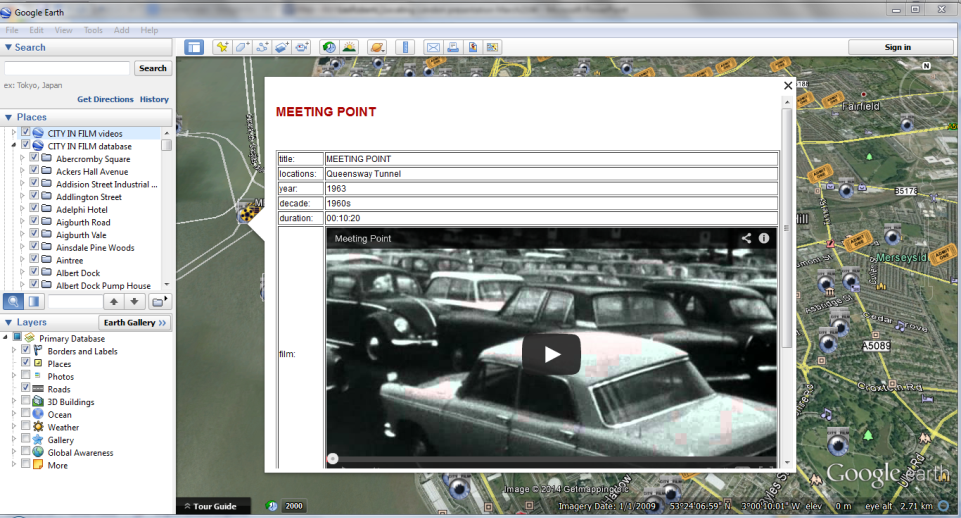 Google Earth
File Edit View Tools Add Help
Search
Sign in
Search
ex: Tokyo, Japan
Get Directions History
Places
CITY IN FILM videos
CITY IN FILM database
Abercromby Square
Ackers Hall Avenue
Addision Street Industrial ...
Addlington Street
Adelphi Hotel
Aigburth Road
Aigburth Vale
Ainsdale Pine Woods
Aintree
Albert Dock
Albert Dock Pump House
Layers
Earth Gallery >>
Primary Database
Borders and Labels
Places
Photos
Roads
3D Buildings
Ocean
Weather
Gallery
Global Awareness
More
MEETING POINT
title: MEETING POINT
locations: Queensway Tunnel
year: 1963
decade: 1960s
duration: 00:10:20
film:
Meeting Point
N
Fairfield
B5178
Merseysid
A5089
Cedar Grove
Croxteth Rd
Google earth
Image © 2014 Getmapping plc
Tour Guide
2000
Imagery Date: 1/1/2009 53°24'06.59" N 3°00'10.01" W elev 0 m eye alt 2.71 km